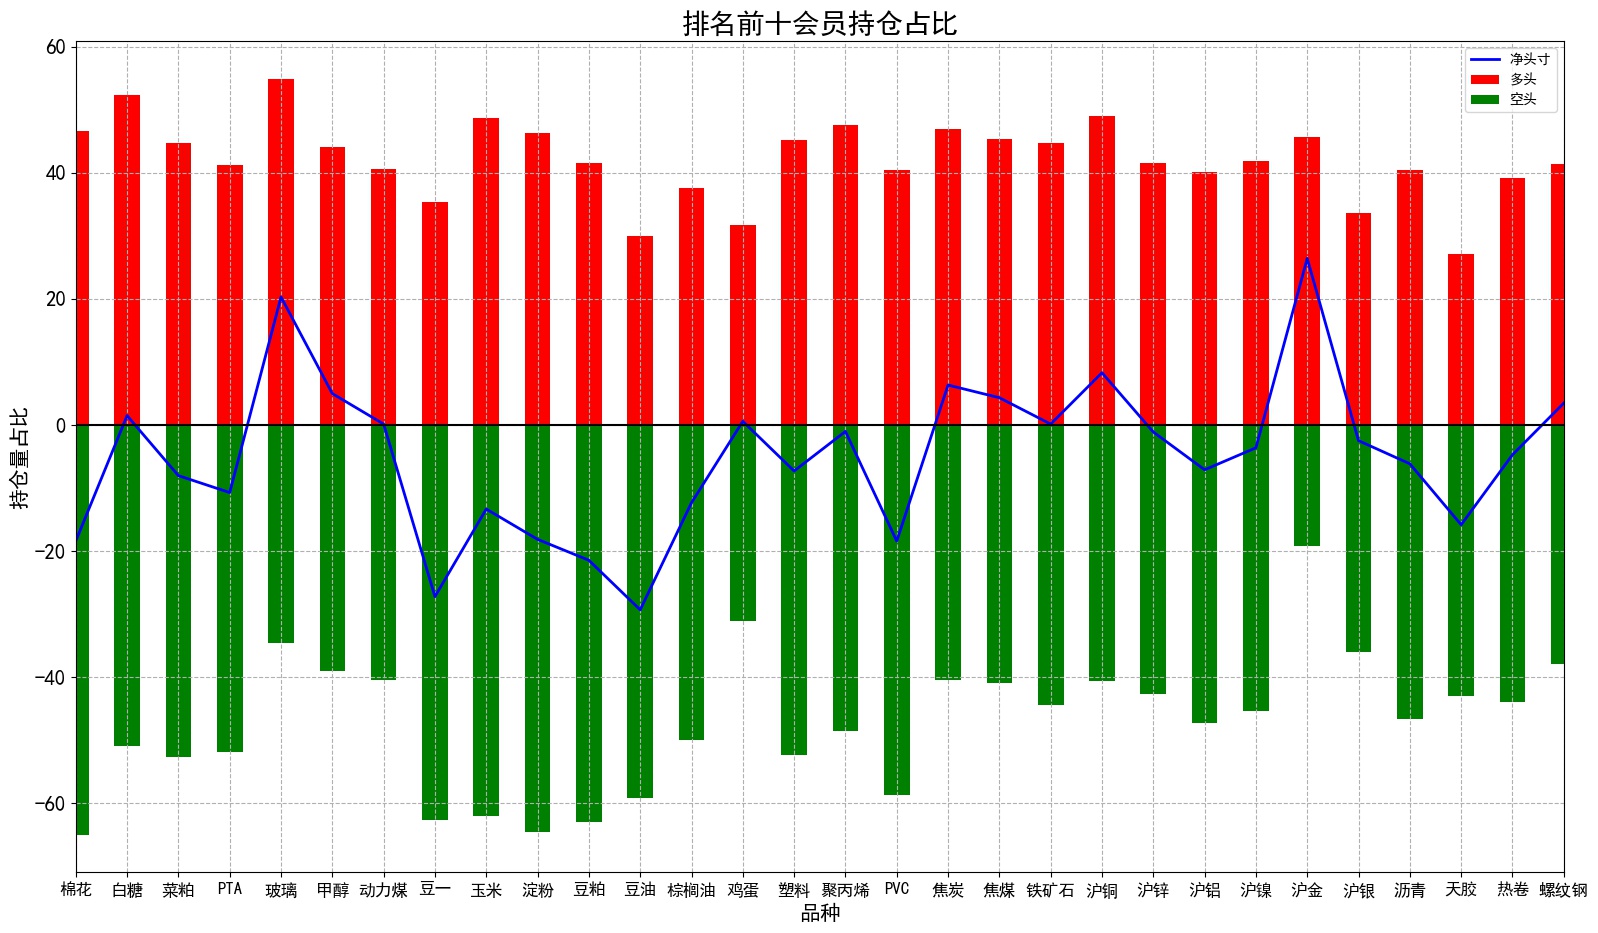 排名前十会员持仓占比
净头寸
多头
空头
持仓量占比
60
40
20
0
−20
−40
−60
棉花 白糖 菜粕 PTA 玻璃 甲醇 动力煤 豆一 玉米 淀粉 豆粕 豆油 棕榈油 鸡蛋 塑料 聚丙烯 PVC 焦炭 焦煤 铁矿石 沪铜 沪锌 沪铝 沪镍 沪金 沪银 沥青 天胶 热卷 螺纹钢
品种